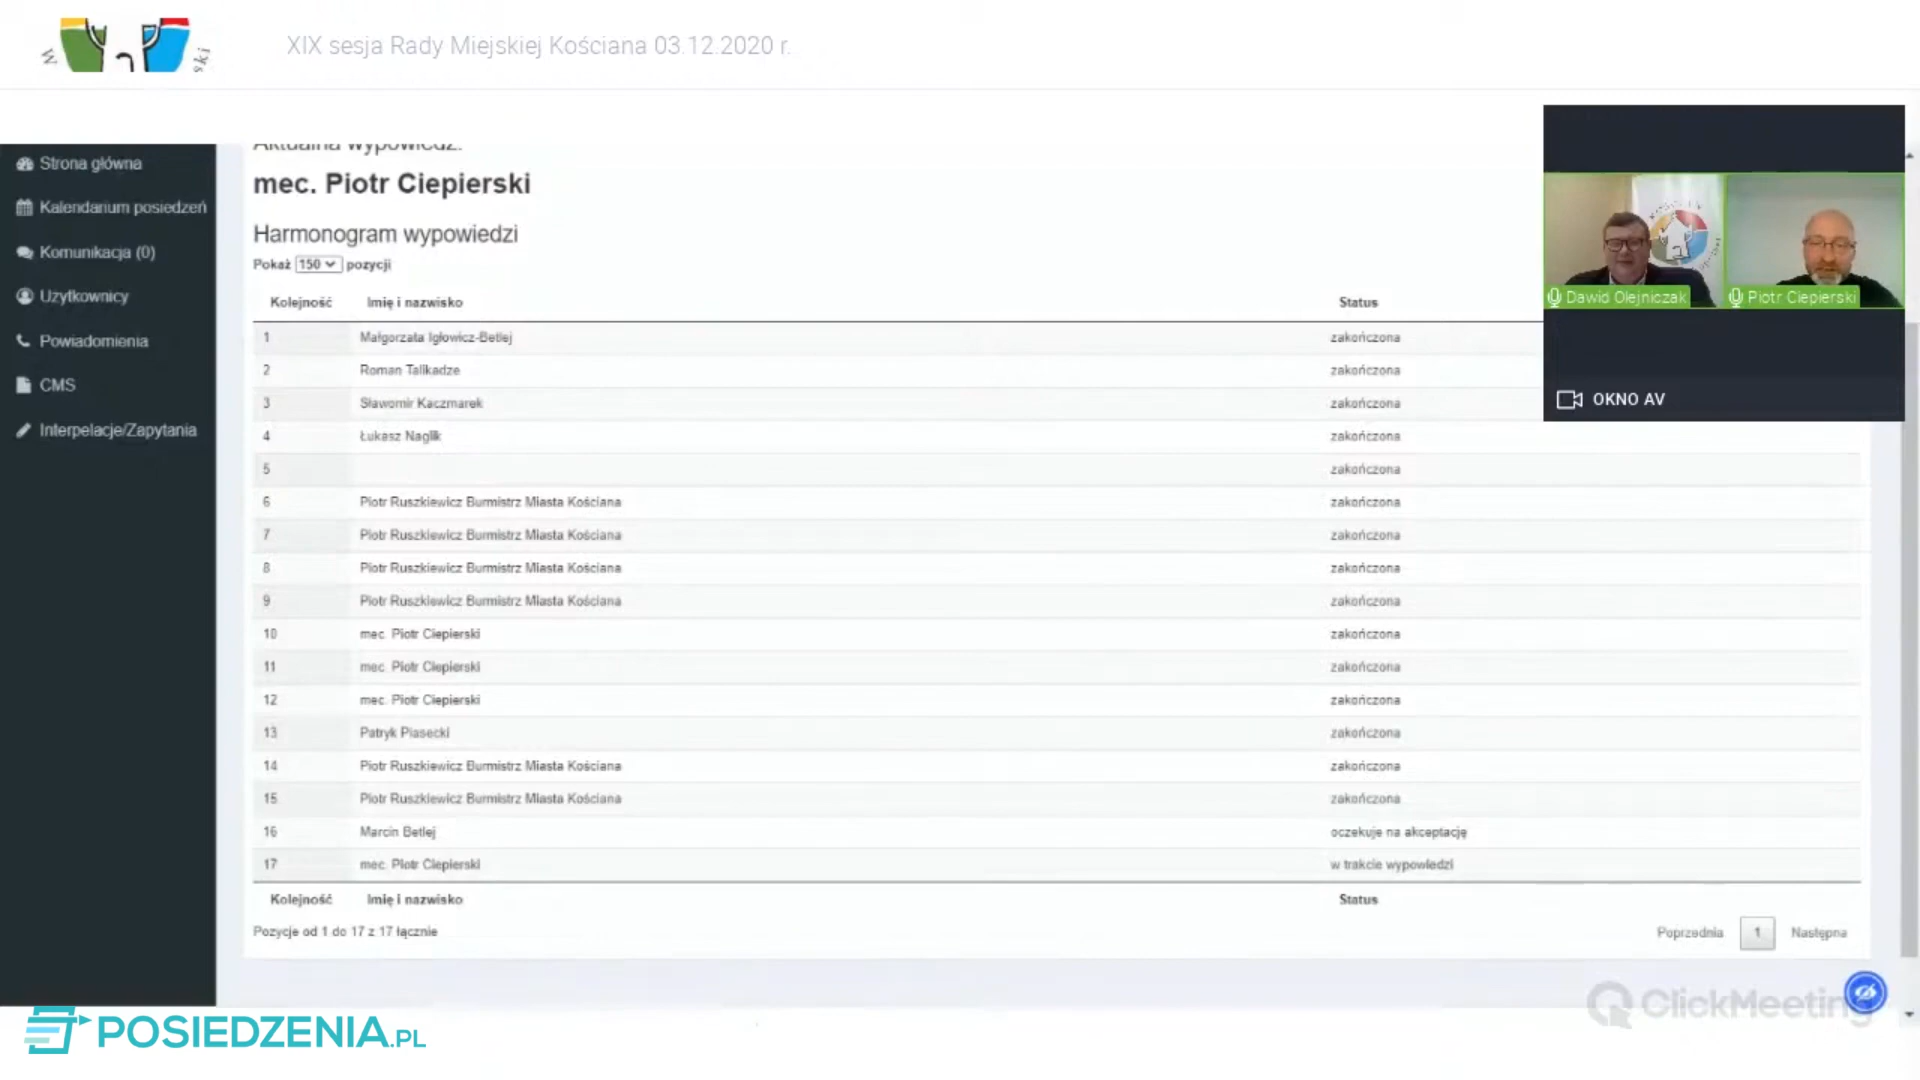 XIX sesja Rady Miejskiej Kościana 03.12.2020 r.
Strona główna
Kalendarium posiedzeń
Komunikacja (0)
Użytkownicy
Powiadomienia
CMS
Interpelacje/Zapytania
Aktualna wypowiedź:
mec. Piotr Ciepierski
Harmonogram wypowiedzi
Pokaż 150 pozycji
Kolejność Imię i nazwisko Status
1 Małgorzata Igłowicz-Betlej zakończona
2 Roman Talikadze zakończona
3 Sławomir Kaczmarek zakończona
4 Łukasz Naglik zakończona
5 zakończona
6 Piotr Ruszkiewicz Burmistrz Miasta Kościana zakończona
7 Piotr Ruszkiewicz Burmistrz Miasta Kościana zakończona
8 Piotr Ruszkiewicz Burmistrz Miasta Kościana zakończona
9 Piotr Ruszkiewicz Burmistrz Miasta Kościana zakończona
10 mec. Piotr Ciepierski zakończona
11 mec. Piotr Ciepierski zakończona
12 mec. Piotr Ciepierski zakończona
13 Patryk Piasecki zakończona
14 Piotr Ruszkiewicz Burmistrz Miasta Kościana zakończona
15 Piotr Ruszkiewicz Burmistrz Miasta Kościana zakończona
16 Marcin Betlej oczekuje na akceptację
17 mec. Piotr Ciepierski w trakcie wypowiedzi
Kolejność Imię i nazwisko Status
Pozycje od 1 do 17 z 17 łącznie
Poprzednia 1 Następna
Dawid Olejniczak
Piotr Ciepierski
OKNO AV
ClickMeeting
POSIEDZENIA.PL